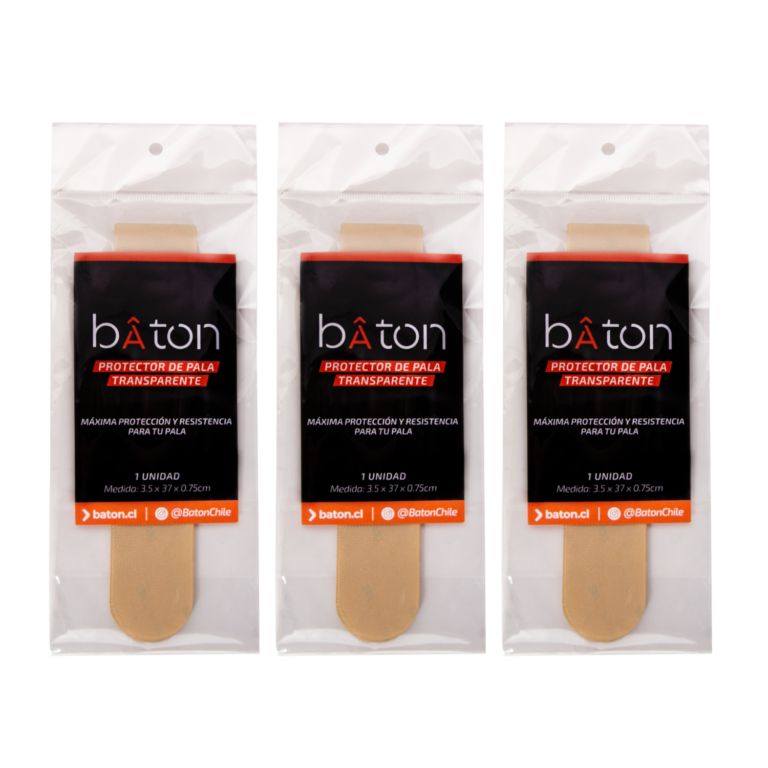 bâton
PROTECTOR DE PALA
TRANSPARENTE
MÁXIMA PROTECCIÓN Y RESISTENCIA
PARA TU PALA
1 UNIDAD
Medida: 3.5 x 37 x 0.75cm
baton.cl | @BatonChile
bâton
PROTECTOR DE PALA
TRANSPARENTE
MÁXIMA PROTECCIÓN Y RESISTENCIA
PARA TU PALA
1 UNIDAD
Medida: 3.5 x 37 x 0.75cm
baton.cl | @BatonChile
bâton
PROTECTOR DE PALA
TRANSPARENTE
MÁXIMA PROTECCIÓN Y RESISTENCIA
PARA TU PALA
1 UNIDAD
Medida: 3.5 x 37 x 0.75cm
baton.cl | @BatonChile